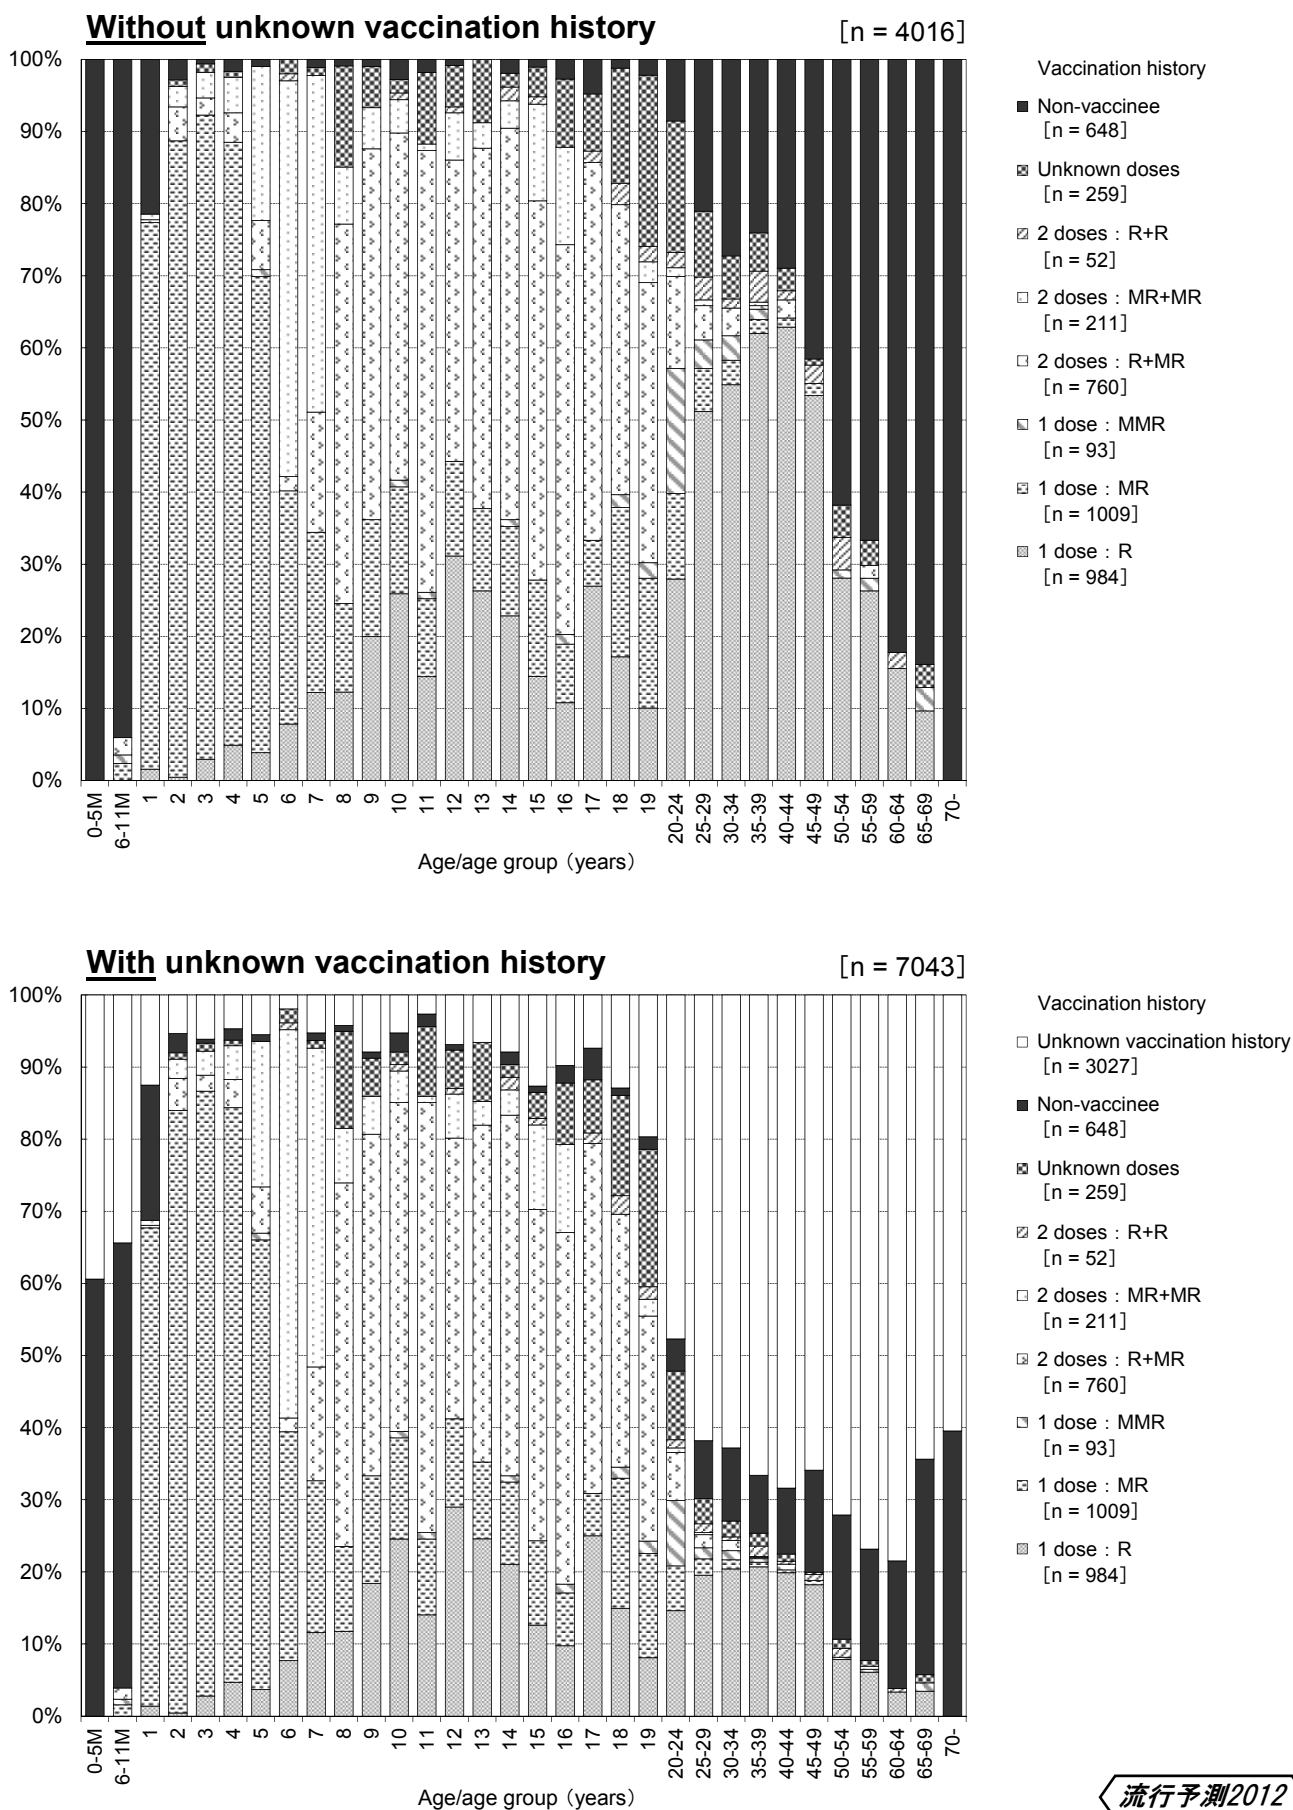 Without unknown vaccination history
[n = 4016]
100%
90%
80%
70%
60%
50%
40%
30%
20%
10%
0%
0-5M
6-11M
1
2
3
4
5
6
7
8
9
10
11
12
13
14
15
16
17
18
19
20-24
25-29
30-34
35-39
40-44
45-49
50-54
55-59
60-64
65-69
70-
Age/age group (years)
Vaccination history
Non-vaccinee
[n = 648]
Unknown doses
[n = 259]
2 doses : R+R
[n = 52]
2 doses : MR+MR
[n = 211]
2 doses : R+MR
[n = 760]
1 dose : MMR
[n = 93]
1 dose : MR
[n = 1009]
1 dose : R
[n = 984]
With unknown vaccination history
[n = 7043]
100%
90%
80%
70%
60%
50%
40%
30%
20%
10%
0%
0-5M
6-11M
1
2
3
4
5
6
7
8
9
10
11
12
13
14
15
16
17
18
19
20-24
25-29
30-34
35-39
40-44
45-49
50-54
55-59
60-64
65-69
70-
Age/age group (years)
Vaccination history
Unknown vaccination history
[n = 3027]
Non-vaccinee
[n = 648]
Unknown doses
[n = 259]
2 doses : R+R
[n = 52]
2 doses : MR+MR
[n = 211]
2 doses : R+MR
[n = 760]
1 dose : MMR
[n = 93]
1 dose : MR
[n = 1009]
1 dose : R
[n = 984]
流行予測2012